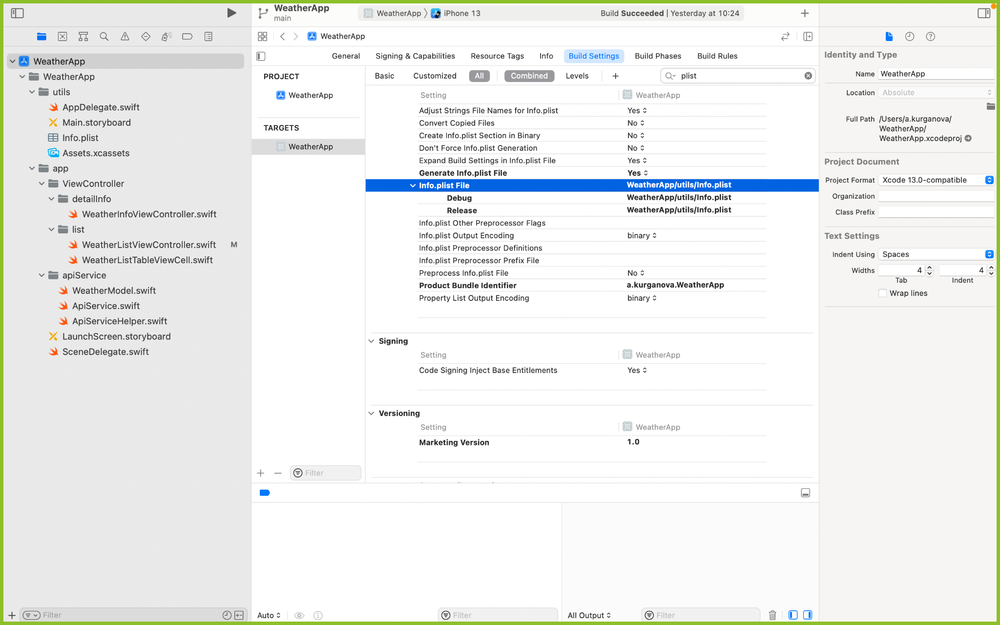 WeatherApp
main
WeatherApp
iPhone 13
Build Succeeded | Yesterday at 10:24
WeatherApp
General
Signing & Capabilities
Resource Tags
Info
Build Settings
Build Phases
Build Rules
WeatherApp
WeatherApp
utils
AppDelegate.swift
Main.storyboard
Info.plist
Assets.xcassets
app
ViewController
detailInfo
WeatherInfoViewController.swift
list
WeatherListViewController.swift M
WeatherListTableViewCell.swift
apiService
WeatherModel.swift
ApiService.swift
ApiServiceHelper.swift
LaunchScreen.storyboard
SceneDelegate.swift
Filter
PROJECT
WeatherApp
TARGETS
WeatherApp
Filter
Basic
Customized
All
Combined
Levels
plist
Setting WeatherApp
Adjust Strings File Names for Info.plist Yes
Convert Copied Files No
Create Info.plist Section in Binary No
Don't Force Info.plist Generation No
Expand Build Settings in Info.plist File Yes
Generate Info.plist File Yes
Info.plist File WeatherApp/utils/Info.plist
Debug WeatherApp/utils/Info.plist
Release WeatherApp/utils/Info.plist
Info.plist Other Preprocessor Flags
Info.plist Output Encoding binary
Info.plist Preprocessor Definitions
Info.plist Preprocessor Prefix File
Preprocess Info.plist File No
Product Bundle Identifier a.kurganova.WeatherApp
Property List Output Encoding binary
Signing
Setting WeatherApp
Code Signing Inject Base Entitlements Yes
Versioning
Setting WeatherApp
Marketing Version 1.0
Auto
Filter
All Output
Filter
Identity and Type
Name WeatherApp
Location Absolute
Full Path /Users/a.kurganova/
WeatherApp/
WeatherApp.xcodeproj
Project Document
Project Format Xcode 13.0-compatible
Organization
Class Prefix
Text Settings
Indent Using Spaces
Widths 4 4
Tab Indent
Wrap lines